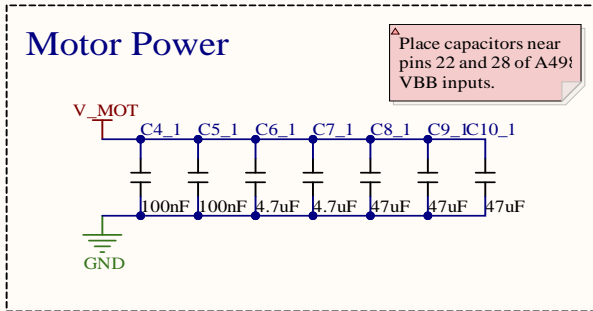 Motor Power
Place capacitors near
pins 22 and 28 of A498
VBB inputs.
V_MOT
C4_1 C5_1 C6_1 C7_1 C8_1 C9_1 C10_1
100nF 100nF 4.7uF 4.7uF 47uF 47uF 47uF
GND